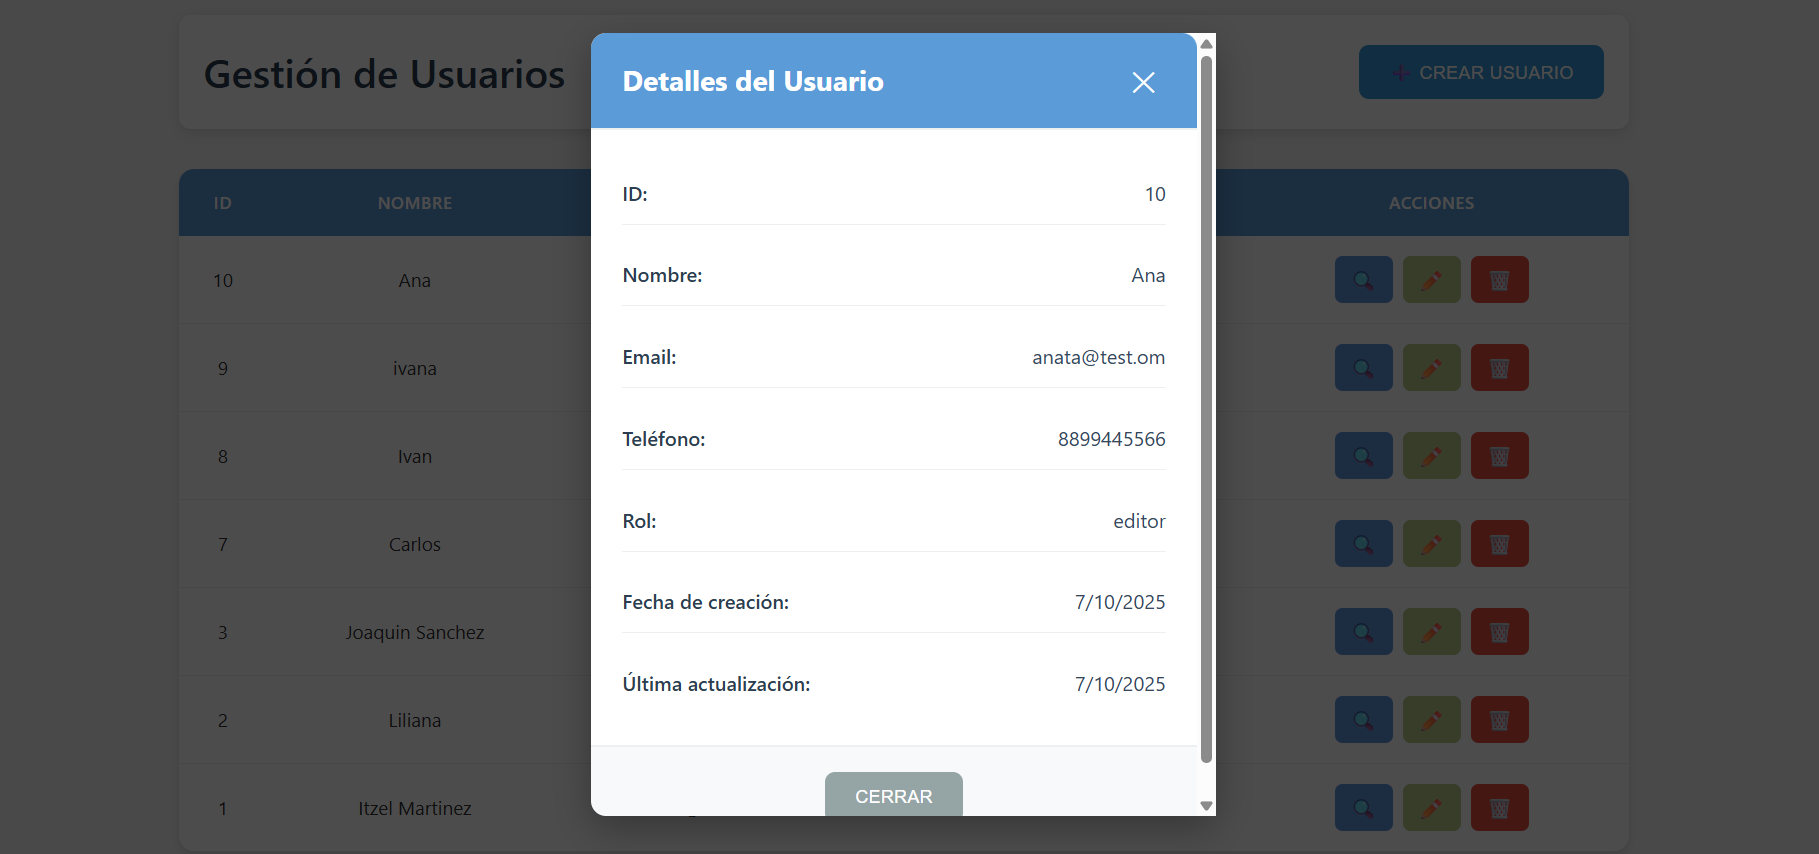 Gestión de Usuarios
CREAR USUARIO
ID NOMBRE ACCIONES
10 Ana
9 ivana
8 Ivan
7 Carlos
3 Joaquin Sanchez
2 Liliana
1 Itzel Martinez
Detalles del Usuario
ID: 10
Nombre: Ana
Email: anata@test.om
Teléfono: 8899445566
Rol: editor
Fecha de creación: 7/10/2025
Última actualización: 7/10/2025
CERRAR